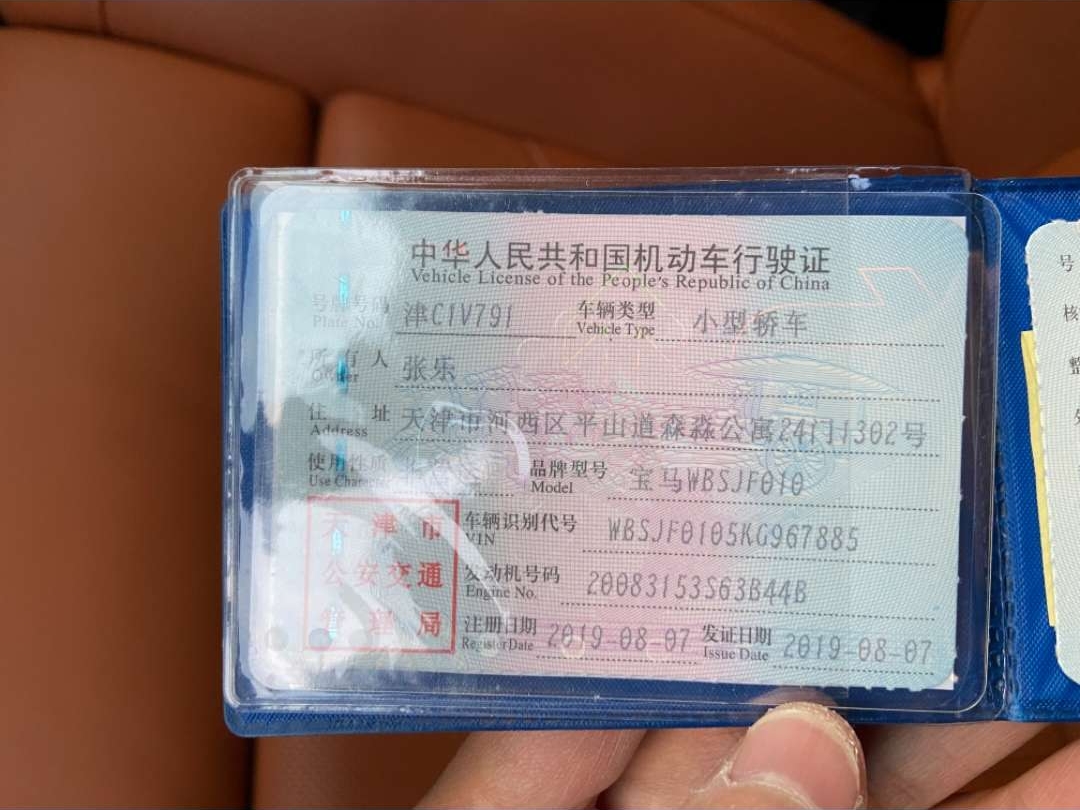 中华人民共和国机动车行驶证
Vehicle License of the People's Republic of China
号牌号码 津C1V791 车辆类型 小型轿车
Plate No. Vehicle Type
所有人 张乐
Owner
住址 天津市河西区平山道森淼公寓24门1302号
Address
使用性质 品牌型号 宝马WBSJF010
Use Character Model
天津市
公安交通
管理局
车辆识别代号 WBSJF0105KG967885
VIN
发动机号码 20083153S63B44B
Engine No.
注册日期 2019-08-07 发证日期 2019-08-07
Register Date Issue Date
号
核
整